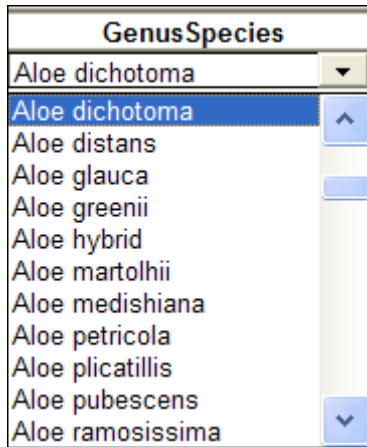 GenusSpecies
Aloe dichotoma
Aloe dichotoma
Aloe distans
Aloe glauca
Aloe greenii
Aloe hybrid
Aloe martolhii
Aloe medishiana
Aloe petricola
Aloe plicatillis
Aloe pubescens
Aloe ramosissima